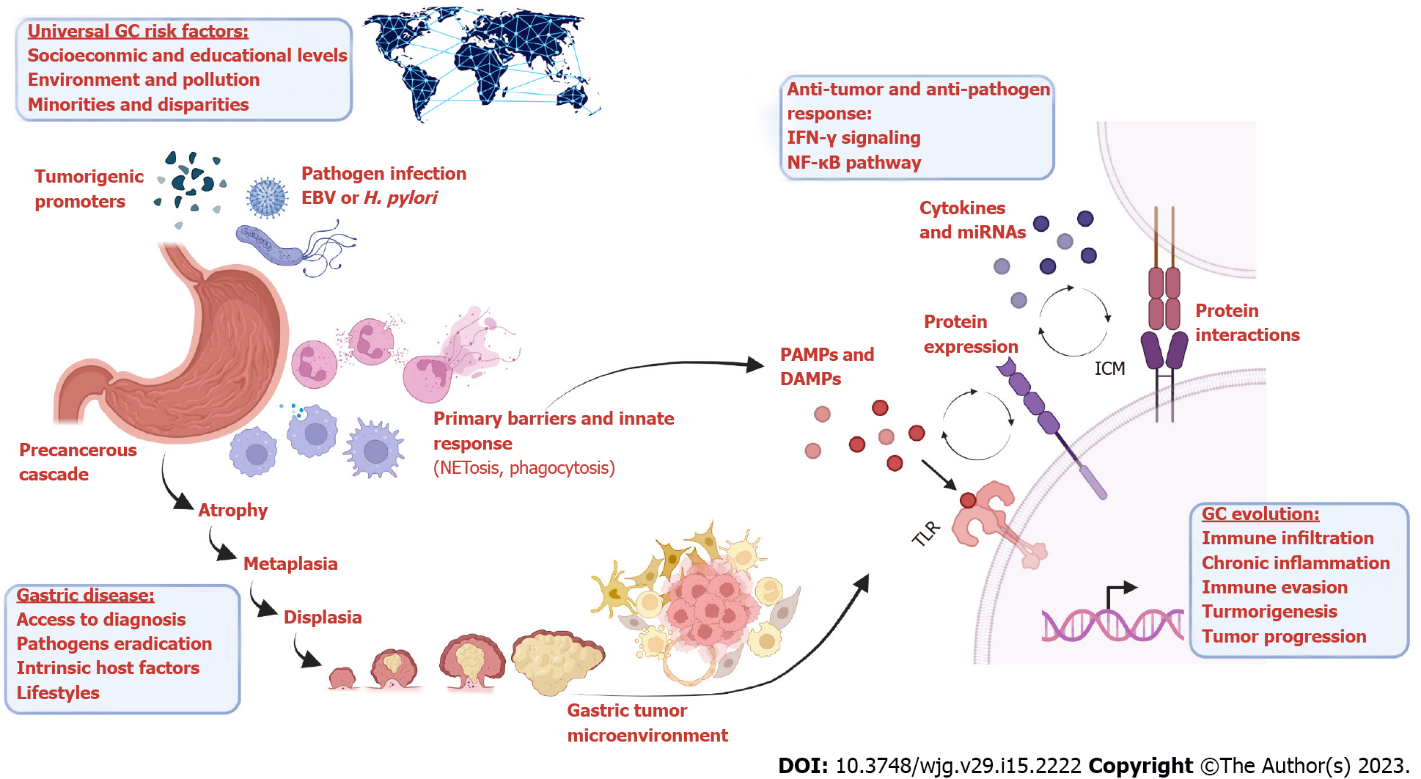 Universal GC risk factors:
Socioeconmic and educational levels
Environment and pollution
Minorities and disparities
Tumorigenic
promoters
Pathogen infection
EBV or H. pylori
Precancerous
cascade
Primary barriers and innate
response
(NETosis, phagocytosis)
Atrophy
Metaplasia
Displasia
Gastric disease:
Access to diagnosis
Pathogens eradication
Intrinsic host factors
Lifestyles
Gastric tumor
microenvironment
Anti-tumor and anti-pathogen
response:
IFN-γ signaling
NF-κB pathway
Cytokines
and miRNAs
Protein
expression
Protein
interactions
ICM
PAMPs and
DAMPs
TLR
GC evolution:
Immune infiltration
Chronic inflammation
Immune evasion
Turmorigenesis
Tumor progression
DOI: 10.3748/wjg.v29.i15.2222 Copyright ©The Author(s) 2023.